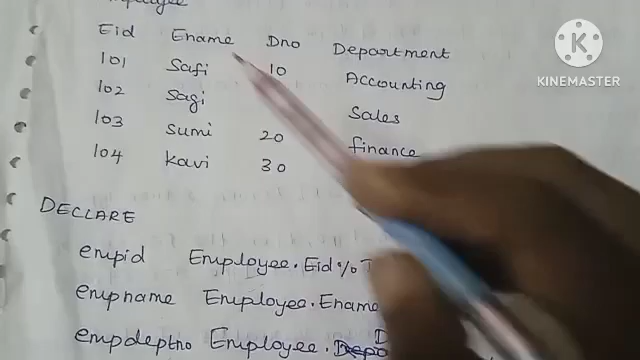 Eid Ename Dno Department
101 Safi 10 Accounting
102 Sagi Sales
103 Sumi 20 finance
104 Kavi 30
DECLARE
empid Employee.Eid%T
empname Employee.Ename
empdeptno Employee. D
KINEMASTER